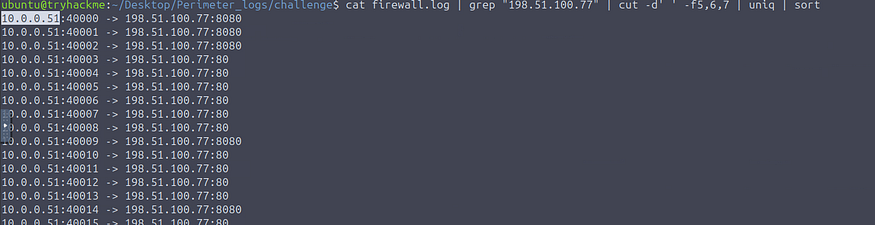 ubuntu@tryhackme:~/Desktop/Perimeter_logs/challenge$ cat firewall.log | grep "198.51.100.77" | cut -d' ' -f5,6,7 | uniq | sort
10.0.0.51:40000 -> 198.51.100.77:8080
10.0.0.51:40001 -> 198.51.100.77:8080
10.0.0.51:40002 -> 198.51.100.77:8080
10.0.0.51:40003 -> 198.51.100.77:80
10.0.0.51:40004 -> 198.51.100.77:80
10.0.0.51:40005 -> 198.51.100.77:80
10.0.0.51:40006 -> 198.51.100.77:80
10.0.0.51:40007 -> 198.51.100.77:80
10.0.0.51:40008 -> 198.51.100.77:80
10.0.0.51:40009 -> 198.51.100.77:8080
10.0.0.51:40010 -> 198.51.100.77:80
10.0.0.51:40011 -> 198.51.100.77:80
10.0.0.51:40012 -> 198.51.100.77:80
10.0.0.51:40013 -> 198.51.100.77:80
10.0.0.51:40014 -> 198.51.100.77:8080
10.0.0.51:40015 -> 198.51.100.77:80